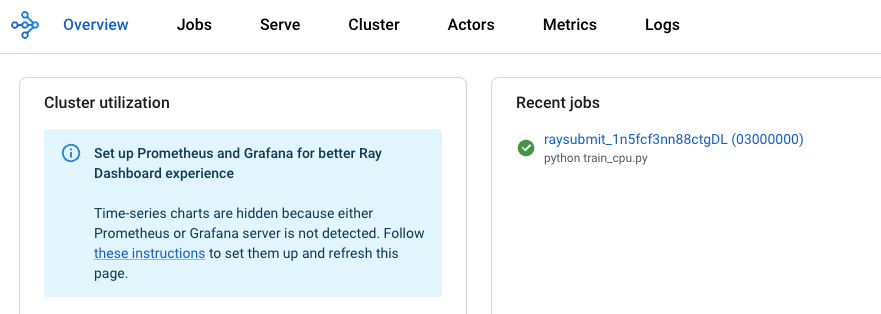 Overview Jobs Serve Cluster Actors Metrics Logs
Cluster utilization
Set up Prometheus and Grafana for better Ray
Dashboard experience
Time-series charts are hidden because either
Prometheus or Grafana server is not detected. Follow
these instructions to set them up and refresh this
page.
Recent jobs
raysubmit_1n5fcf3nn88ctgDL (03000000)
python train_cpu.py